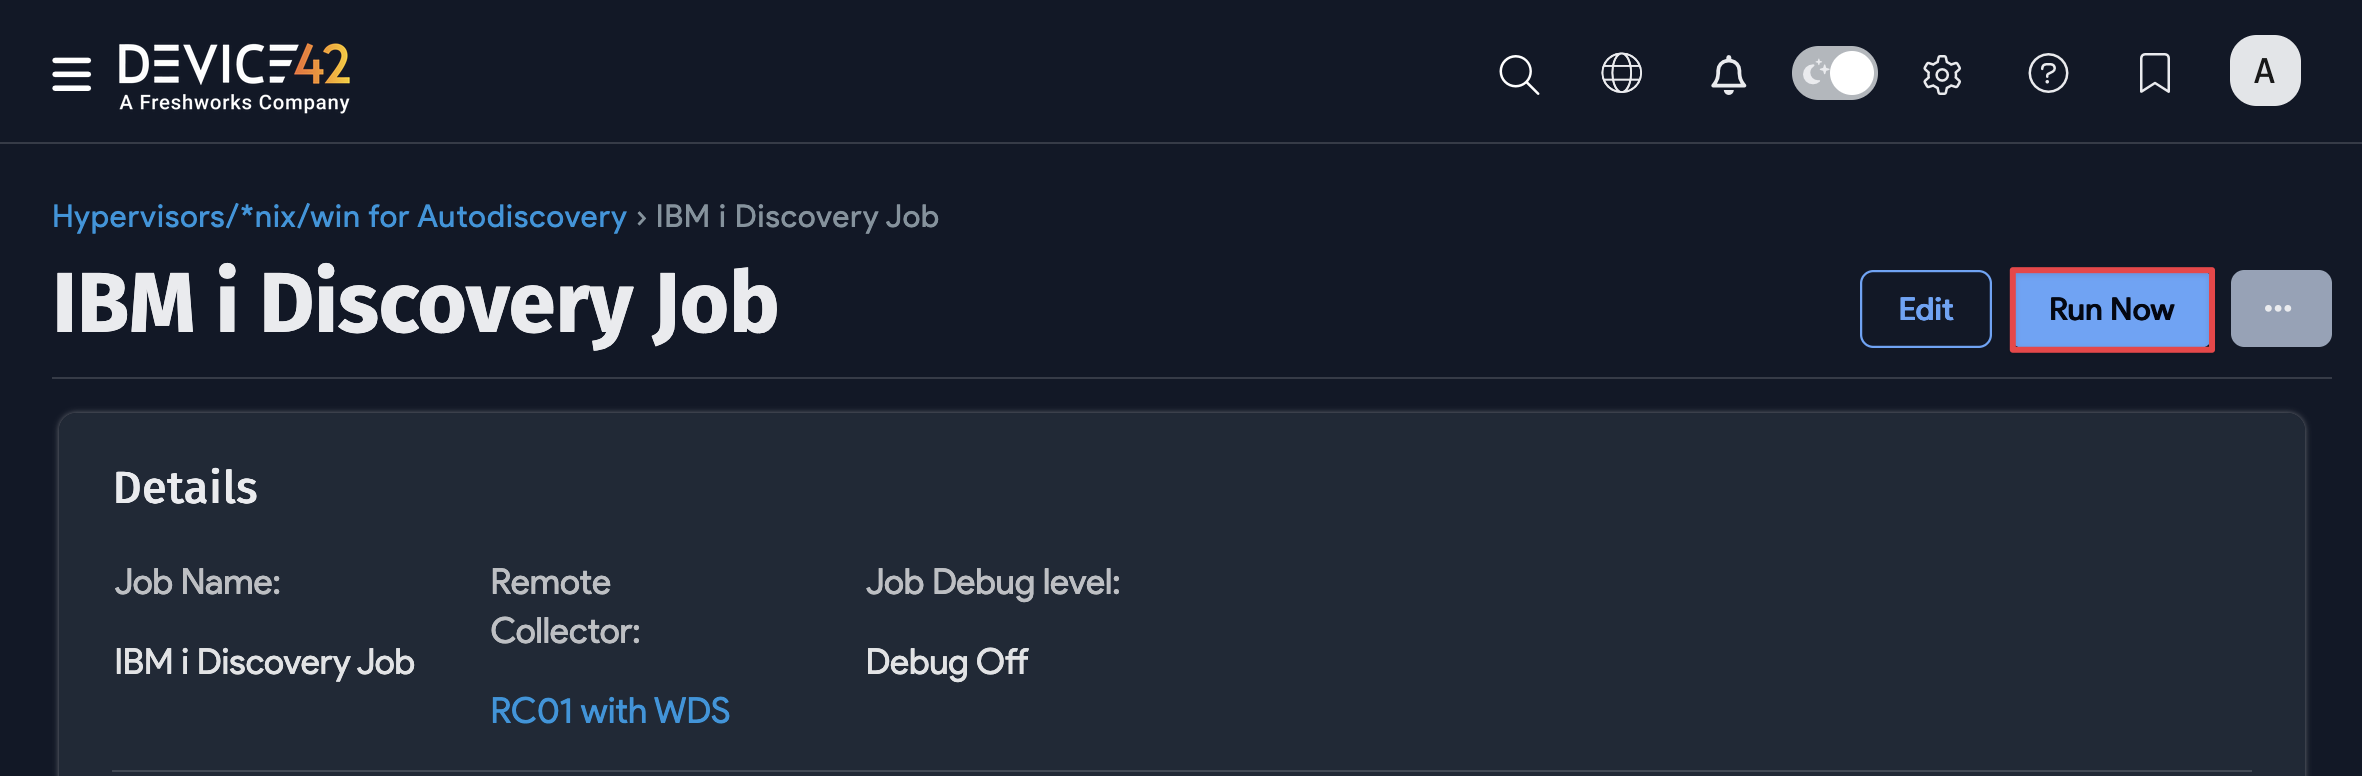 DEVICE42
A Freshworks Company
A
Hypervisors/*nix/win for Autodiscovery › IBM i Discovery Job
IBM i Discovery Job
Edit
Run Now
...
Details
Job Name:
IBM i Discovery Job
Remote
Collector:
RC01 with WDS
Job Debug level:
Debug Off